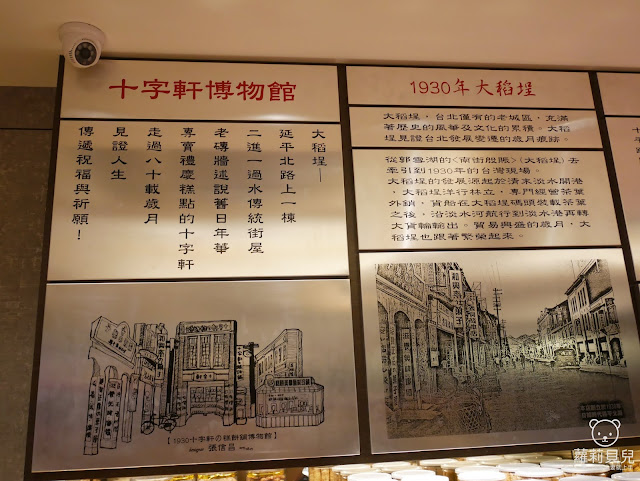 十字軒博物館
大稻埕—
延平北路上一棟
二進一過水傳統街屋
老磚牆述說舊日年華
專賣禮慶糕點的十字軒
走過八十載歲月
見證人生
傳遞祝福與祈願！
【1930十字軒の糕餅鋪博物館】
張信昌
1930年大稻埕
大稻埕，台北僅有的老城區，充滿
著歷史的風華及文化的累積。大稻
埕見證台北發展變遷的歲月痕跡。
從郭雪湖的<南街殷賑>（大稻埕）去
牽引到1930年的台灣現場。
大稻埕的發展源起於清末淡水開港
，大稻埕洋行林立，專門經營茶葉
外銷，貨船在大稻埕碼頭裝載茶葉
之後，沿淡水河航行到淡水港再轉
大貨輪輸出。貿易興盛的歲月，大
稻埕也跟著繁榮起來。
蘿莉貝兒